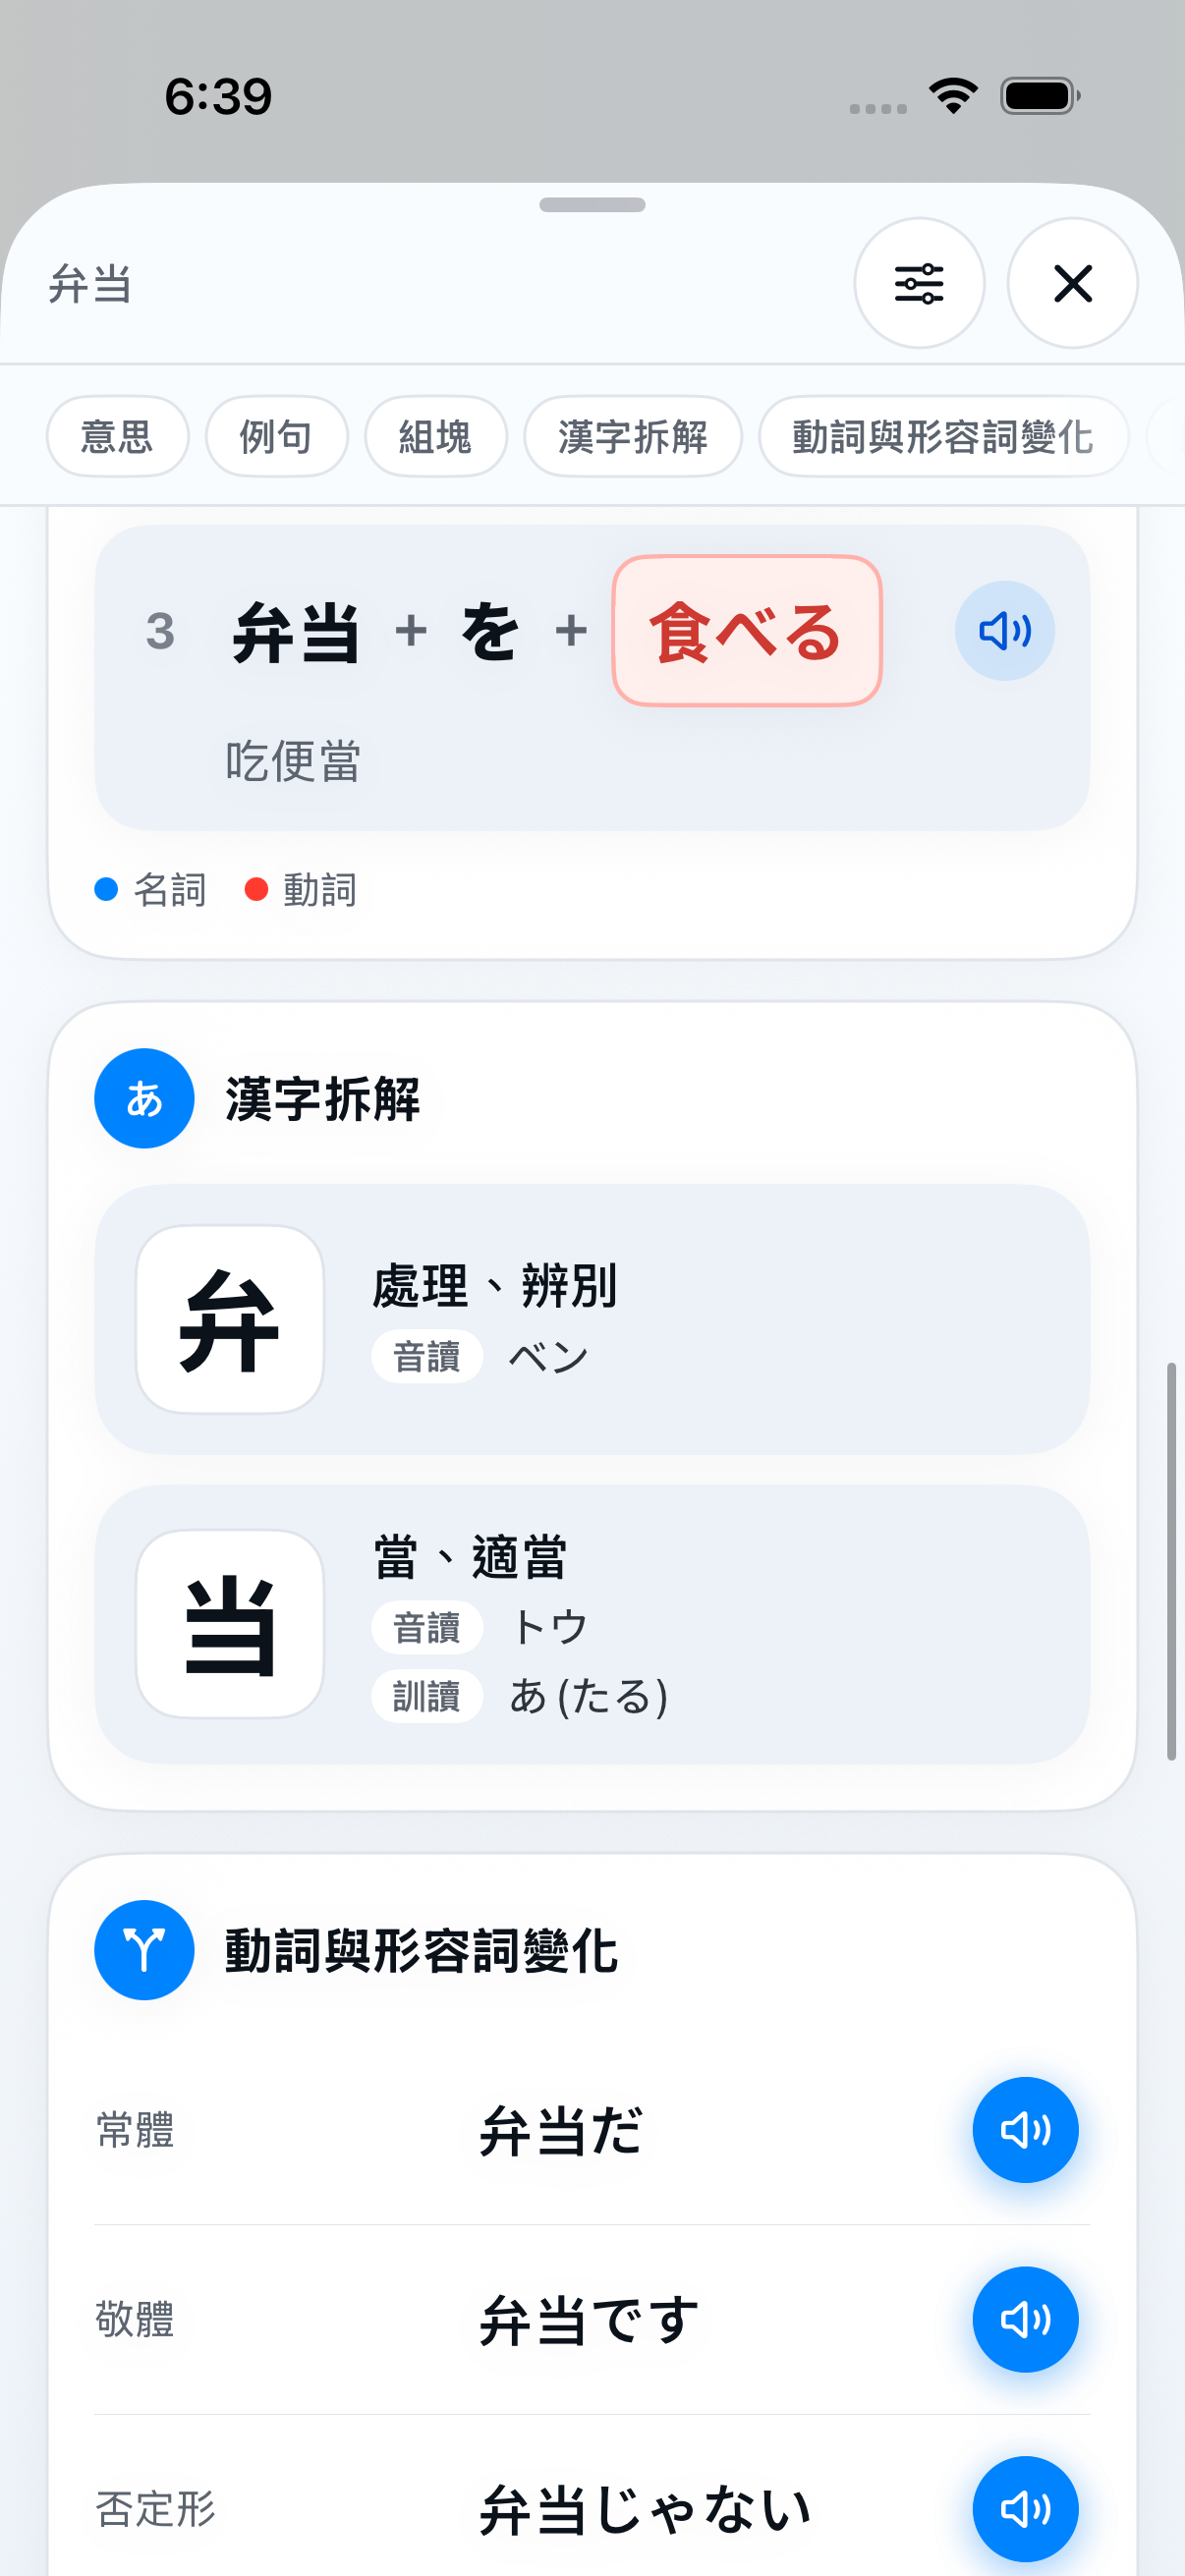 6:39
弁当
意思 例句 組塊 漢字拆解 動詞與形容詞變化
3 弁当 + を + 食べる
吃便當
名詞 動詞
あ 漢字拆解
弁
處理、辨別
音讀 ベン
当
當、適當
音讀 トウ
訓讀 あ (たる)
動詞與形容詞變化
常體 弁当だ
敬體 弁当です
否定形 弁当じゃない